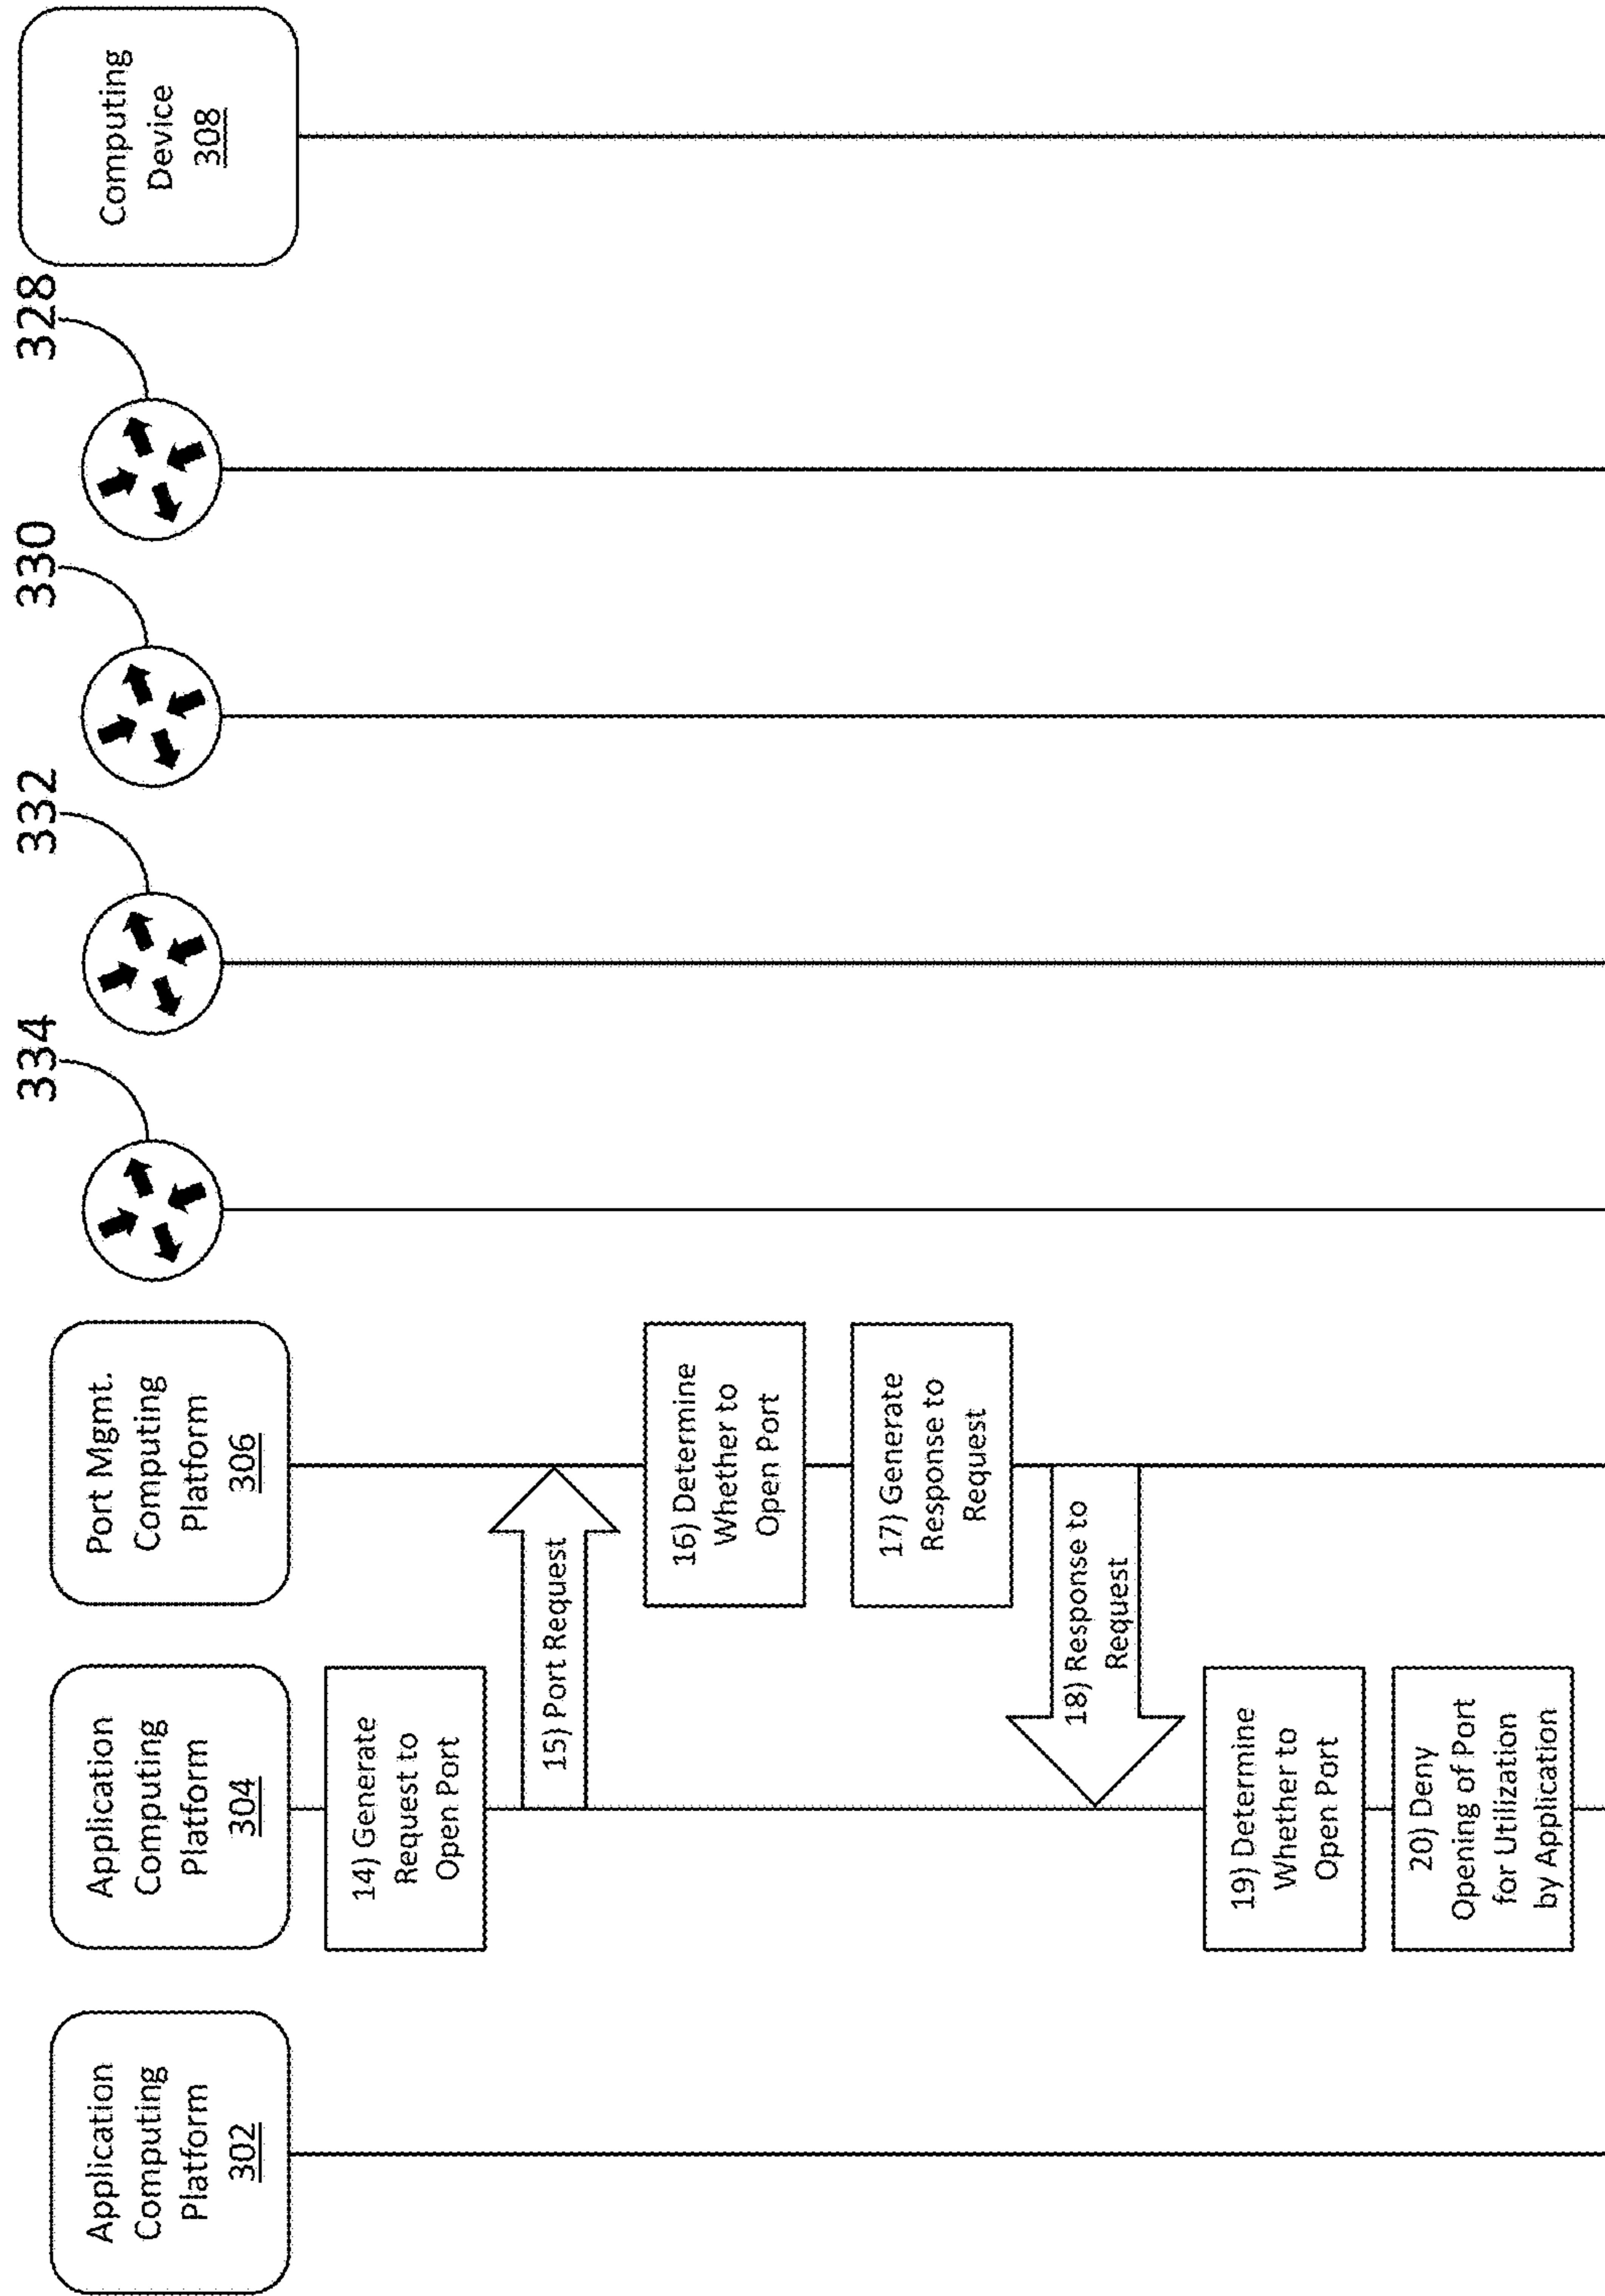 Application
Computing
Platform
302
Application
Computing
Platform
304
Port Mgmt.
Computing
Platform
306
334
332
330
328
Computing
Device
308
14) Generate
Request to
Open Port
15) Port Request
16) Determine
Whether to
Open Port
17) Generate
Response to
Request
18) Response to
Request
19) Determine
Whether to
Open Port
20) Deny
Opening of Port
for Utilization
by Application